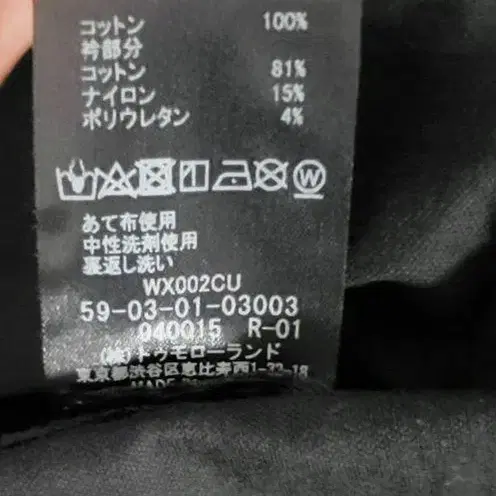 コットン 100%
衿部分
コットン 81%
ナイロン 15%
ポリウレタン 4%
W
あて布使用
中性洗剤使用
裏返し洗い
WX002CU
59-03-01-03003
040015 R-01
(株)トゥモローランド
東京都渋谷区恵比寿西1-32-18
MADE